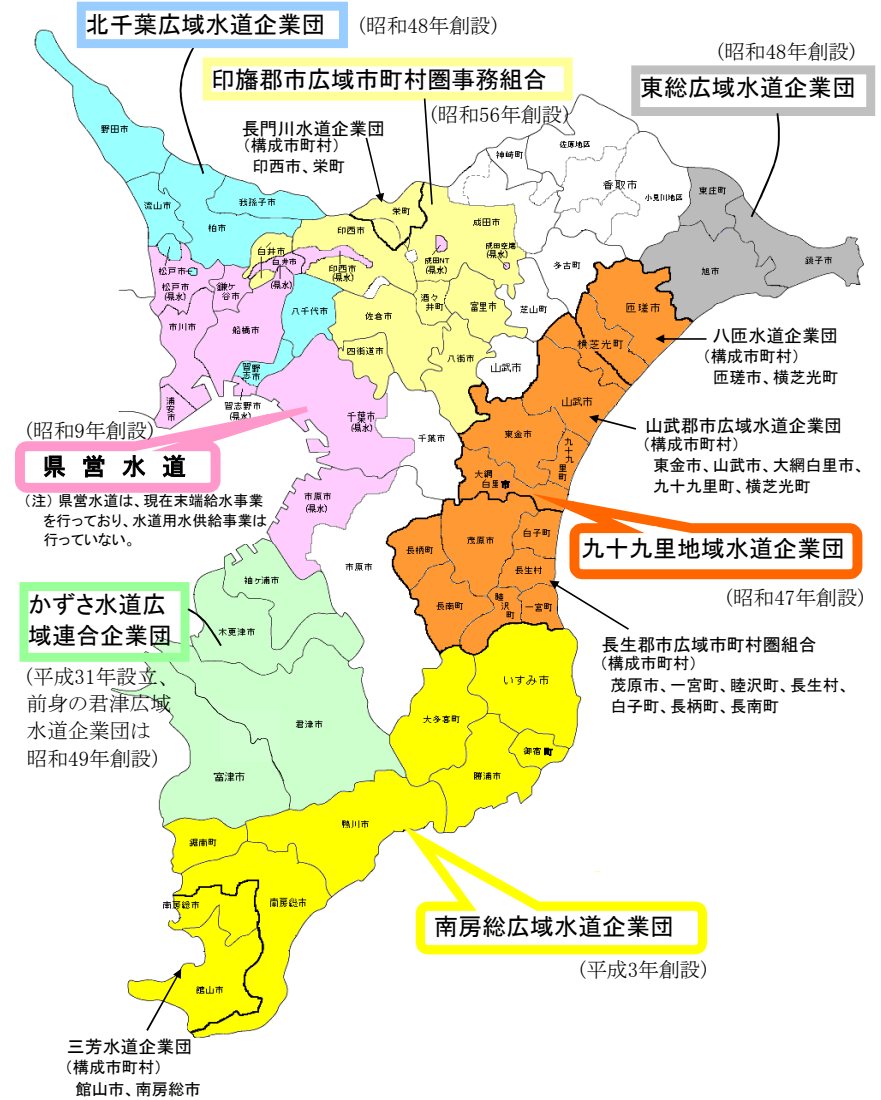 北千葉広域水道企業団
(昭和48年創設)
(昭和48年創設)
印旛郡市広域市町村圏事務組合
東総広域水道企業団
(昭和56年創設)
長門川水道企業団
(構成市町村)
印西市、栄町
野田市
流山市
柏市
我孫子市
松戸市
松戸市
(県水)
鎌ケ
谷市
(県水)
市川市
船橋市
浦安市
習志
野市
習志野市
(県水)
八千代市
白井市
白井市
(県水)
印西市
印西市
(県水)
栄町
成田市
成田NT
(県水)
成田空港
(県水)
酒々
井町
富里市
佐倉市
四街道市
八街市
神崎町
佐原地区
香取市
小見川地区
東庄町
旭市
銚子市
多古町
芝山町
山武市
匝瑳市
横芝光町
山武市
東金市
九十九
里町
大網
白里市
八匝水道企業団
(構成市町村)
匝瑳市、横芝光町
山武郡市広域水道企業団
(構成市町村)
東金市、山武市、大網白里市、
九十九里町、横芝光町
千葉市
(県水)
千葉市
(昭和9年創設)
県営水道
(注) 県営水道は、現在末端給水事業
を行っており、水道用水供給事業は
行っていない。
市原市
(県水)
市原市
九十九里地域水道企業団
(昭和47年創設)
長柄町
茂原市
白子町
長生村
長南町
睦
沢
町
一宮町
長生郡市広域市町村圏組合
(構成市町村)
茂原市、一宮町、睦沢町、長生村、
白子町、長柄町、長南町
かずさ水道広
域連合企業団
(平成31年設立、
前身の君津広域
水道企業団は
昭和49年創設)
袖ヶ浦市
木更津市
君津市
富津市
いすみ市
大多喜町
御宿町
勝浦市
鴨川市
鋸南町
南房総市
南房総市
館山市
南房総広域水道企業団
(平成3年創設)
三芳水道企業団
(構成市町村)
館山市、南房総市